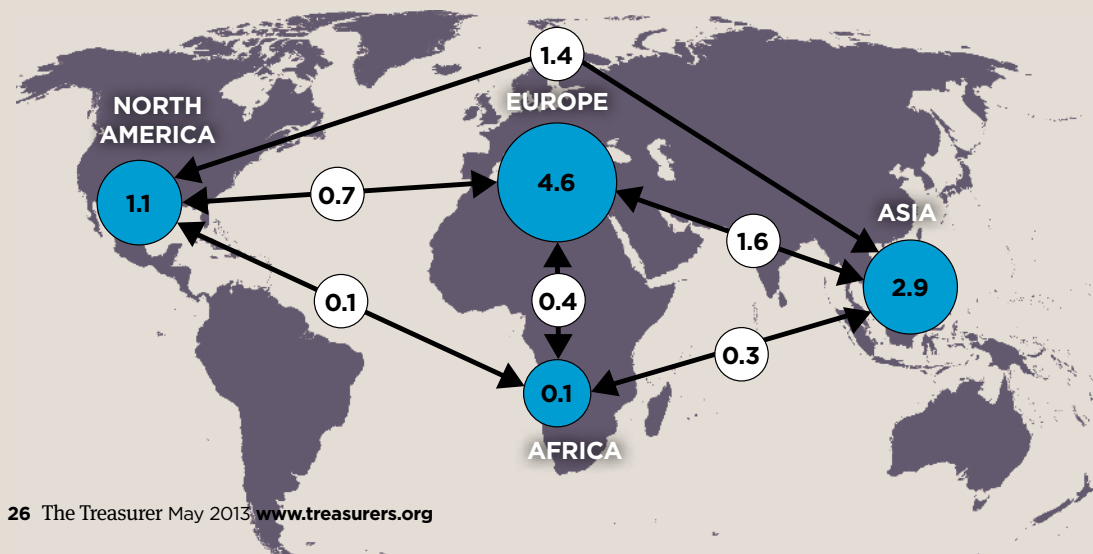 1.4
EUROPE
NORTH
AMERICA
4.6
0.7
1.1
ASIA
1.6
2.9
0.1
0.4
0.3
0.1
AFRICA
26 The Treasurer May 2013 www.treasurers.org